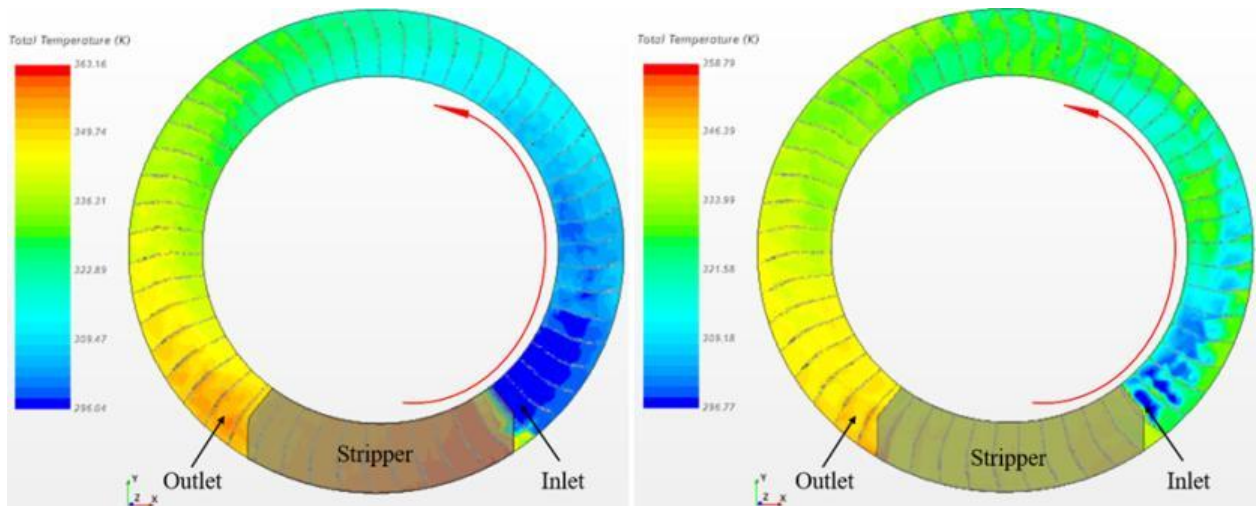 Total Temperature (K)
363.16
349.74
336.31
322.89
309.47
296.04
Stripper
Outlet
Inlet
Y
Z X
Total Temperature (K)
358.79
346.39
333.99
321.58
309.18
296.77
Stripper
Outlet
Inlet
Y
Z X